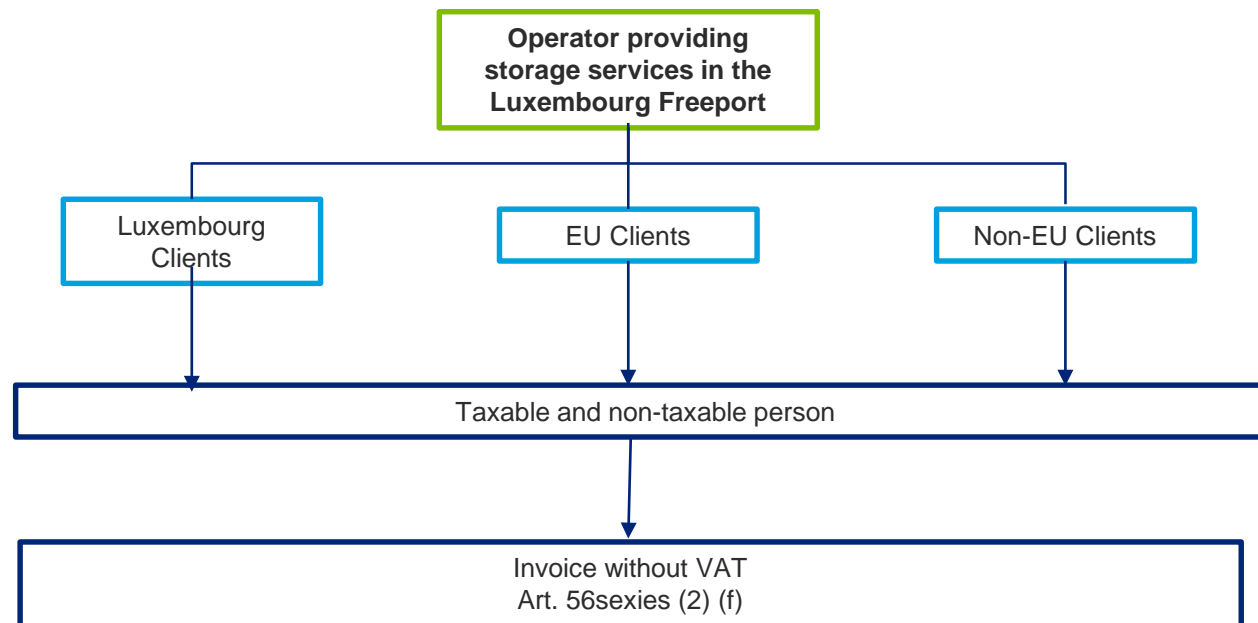 Operator providing
storage services in the
Luxembourg Freeport
Luxembourg
Clients
EU Clients
Non-EU Clients
Taxable and non-taxable person
Invoice without VAT
Art. 56sexies (2) (f)